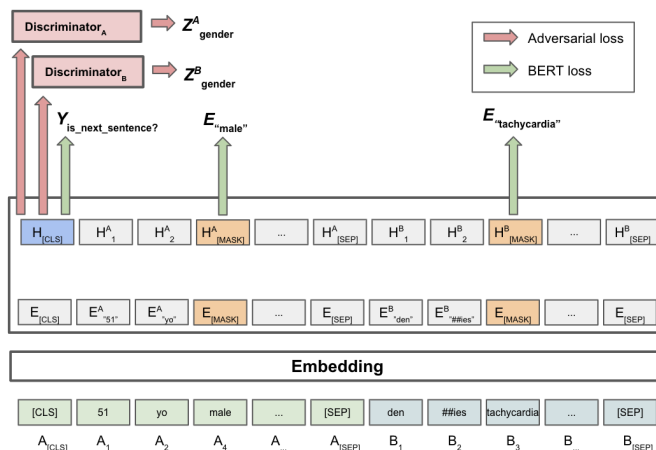 Discriminator_A Z^A_gender
Discriminator_B Z^B_gender
Adversarial loss
BERT loss
Y_is_next_sentence? E_"male" E_"tachycardia"
H_[CLS] H^A_1 H^A_2 H^A_[MASK] ... H^A_[SEP] H^B_1 H^B_2 H^B_[MASK] ... H^B_[SEP]
E_[CLS] E^A_"51" E^A_"yo" E_[MASK] ... E_[SEP] E^B_"den" E^B_"##ies" E_[MASK] ... E_[SEP]
Embedding
[CLS] 51 yo male ... [SEP] den ##ies tachycardia ... [SEP]
A_[CLS] A_1 A_2 A_4 A_... A_[SEP] B_1 B_2 B_3 B_... B_[SEP]